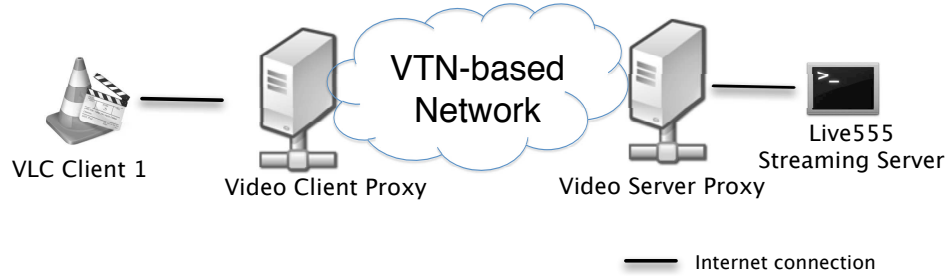 VTN-based
Network
>_
VLC Client 1
Video Client Proxy
Video Server Proxy
Live555
Streaming Server
Internet connection